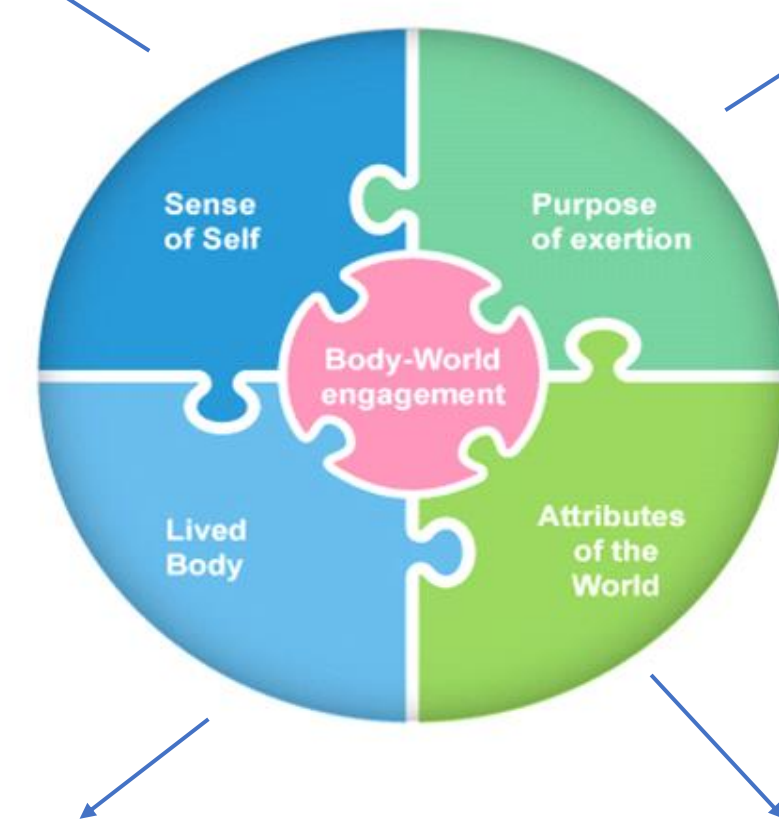 Sense
of Self
Purpose
of exertion
Body-World
engagement
Lived
Body
Attributes
of the
World